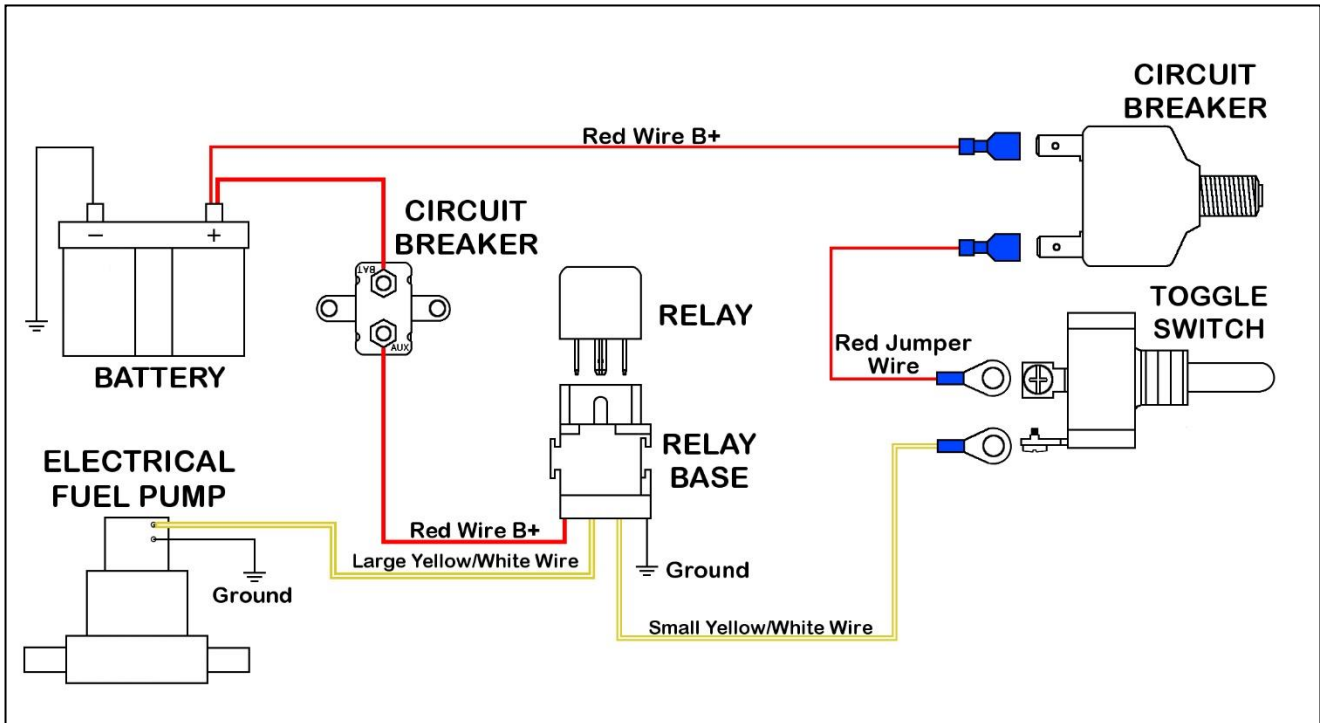 CIRCUIT
BREAKER
Red Wire B+
CIRCUIT
BREAKER
BAT
AUX
−
+
BATTERY
RELAY
TOGGLE
SWITCH
Red Jumper
Wire
RELAY
BASE
ELECTRICAL
FUEL PUMP
Red Wire B+
Large Yellow/White Wire
Ground
Ground
Small Yellow/White Wire